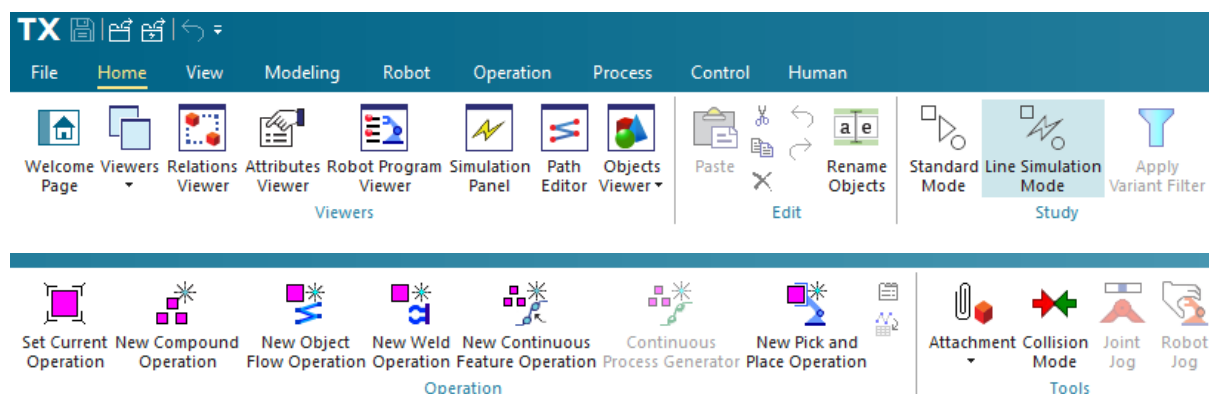 TX
File Home View Modeling Robot Operation Process Control Human
a e
Welcome Viewers Relations Attributes Robot Program Simulation Path Objects Paste Rename Standard Line Simulation Apply
Page Viewer Viewer Viewer Panel Editor Viewer Objects Mode Mode Variant Filter
Viewers Edit Study
Set Current New Compound New Object New Weld New Continuous Continuous New Pick and Attachment Collision Joint Robot
Operation Operation Flow Operation Operation Feature Operation Process Generator Place Operation Mode Jog Jog
Operation Tools